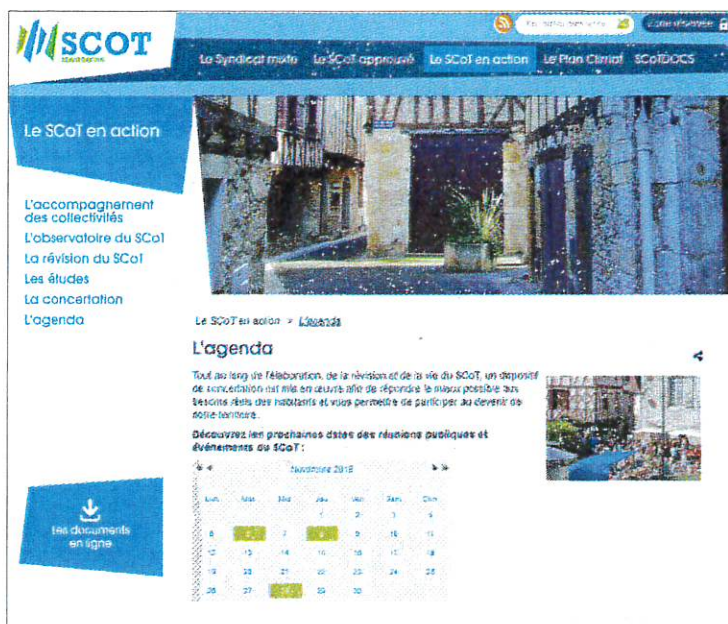 SCOT
Zone réservée
Le Syndicat mixte Le SCoT approuvé Le SCoT en action Le Plan Climat SCoTDOCS
Le SCoT en action
L'accompagnement
des collectivités
L'observatoire du SCoT
La révision du SCoT
Les études
La concertation
L'agenda
Le SCoT en action > L'agenda
L'agenda
Tout au long de l'élaboration, de la révision et de la vie du SCoT, un dispositif
de concertation est mis en œuvre afin de répondre le mieux possible aux
besoins réels des habitants et vous permettre de participer au devenir de
notre territoire.
Découvrez les prochaines dates des réunions publiques et
événements du SCoT :
Novembre 2018
Lun. Mar. Mer. Jeu. Ven. Sam. Dim.
1 2 3 4
7 9 10 11
12 13 14 15 16 17 18
19 20 21 22 23 24 25
26 27 29 30
Les documents
en ligne